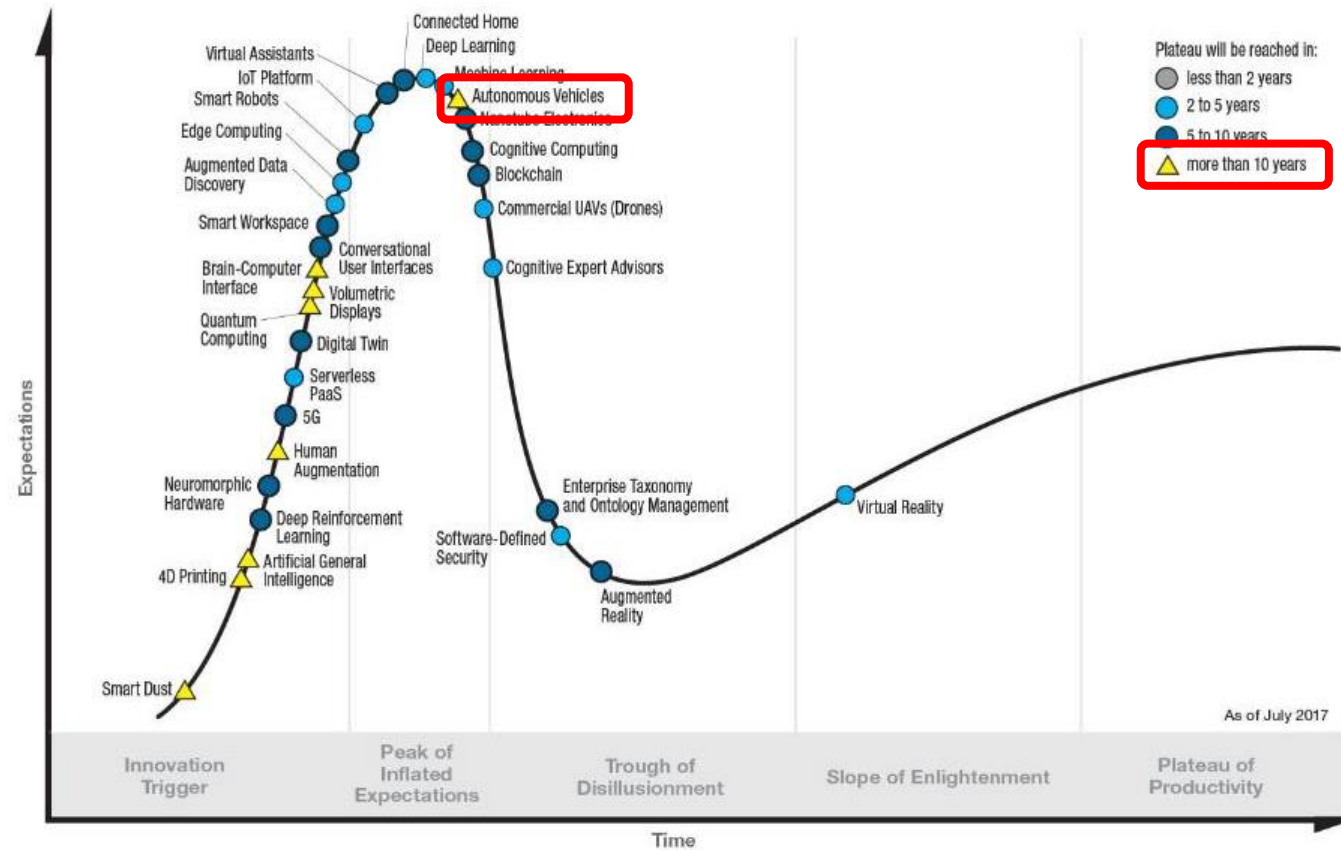 Connected Home
Deep Learning
Virtual Assistants
Machine Learning
IoT Platform
Autonomous Vehicles
Smart Robots
Nanotube Electronics
Edge Computing
Cognitive Computing
Augmented Data
Discovery
Blockchain
Smart Workspace
Commercial UAVs (Drones)
Conversational
User Interfaces
Brain-Computer
Interface
Cognitive Expert Advisors
Volumetric
Displays
Quantum
Computing
Digital Twin
Serverless
PaaS
5G
Human
Augmentation
Neuromorphic
Hardware
Deep Reinforcement
Learning
Artificial General
Intelligence
4D Printing
Smart Dust
Enterprise Taxonomy
and Ontology Management
Software-Defined
Security
Augmented
Reality
Virtual Reality
Plateau will be reached in:
less than 2 years
2 to 5 years
5 to 10 years
more than 10 years
As of July 2017
Expectations
Innovation
Trigger
Peak of
Inflated
Expectations
Trough of
Disillusionment
Slope of Enlightenment
Plateau of
Productivity
Time